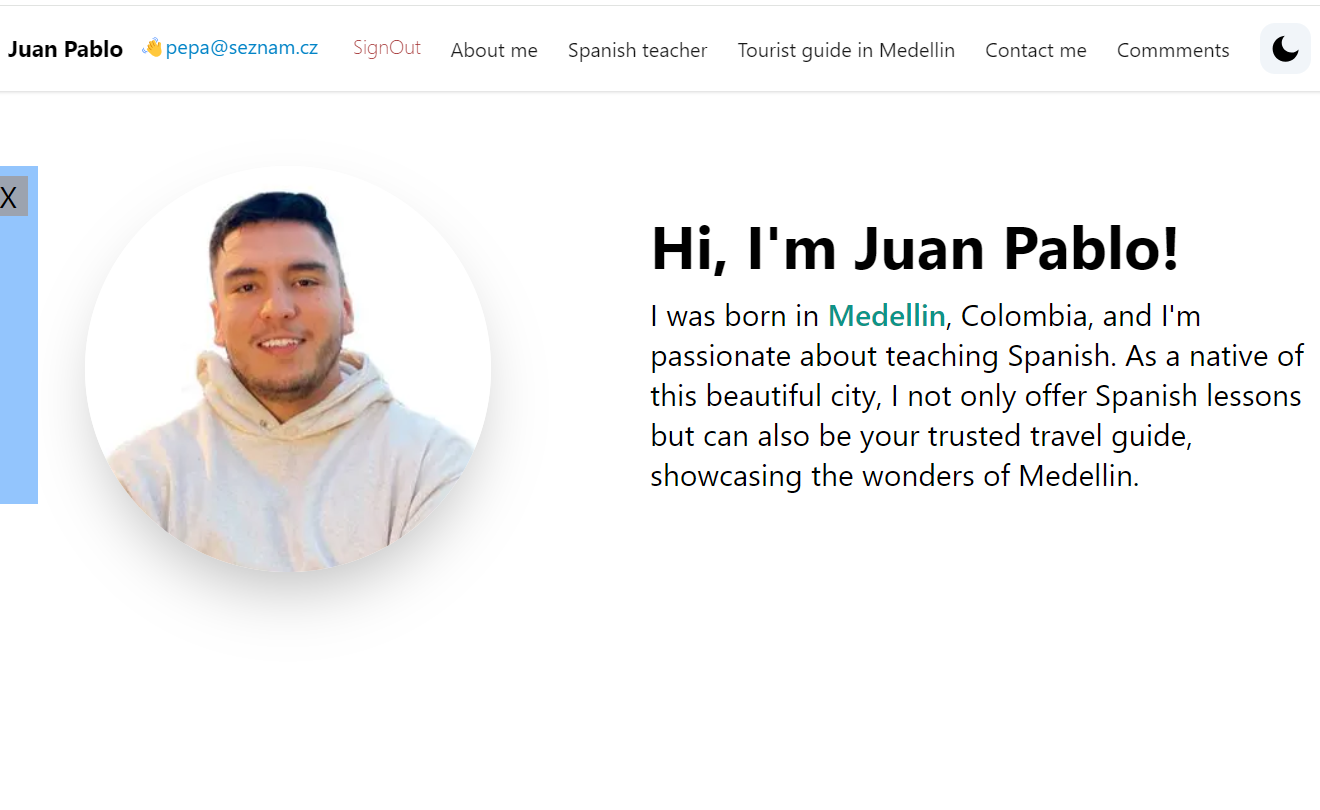 Juan Pablo 👋pepa@seznam.cz SignOut About me Spanish teacher Tourist guide in Medellin Contact me Commments
X
Hi, I'm Juan Pablo!
I was born in Medellin, Colombia, and I'm
passionate about teaching Spanish. As a native of
this beautiful city, I not only offer Spanish lessons
but can also be your trusted travel guide,
showcasing the wonders of Medellin.